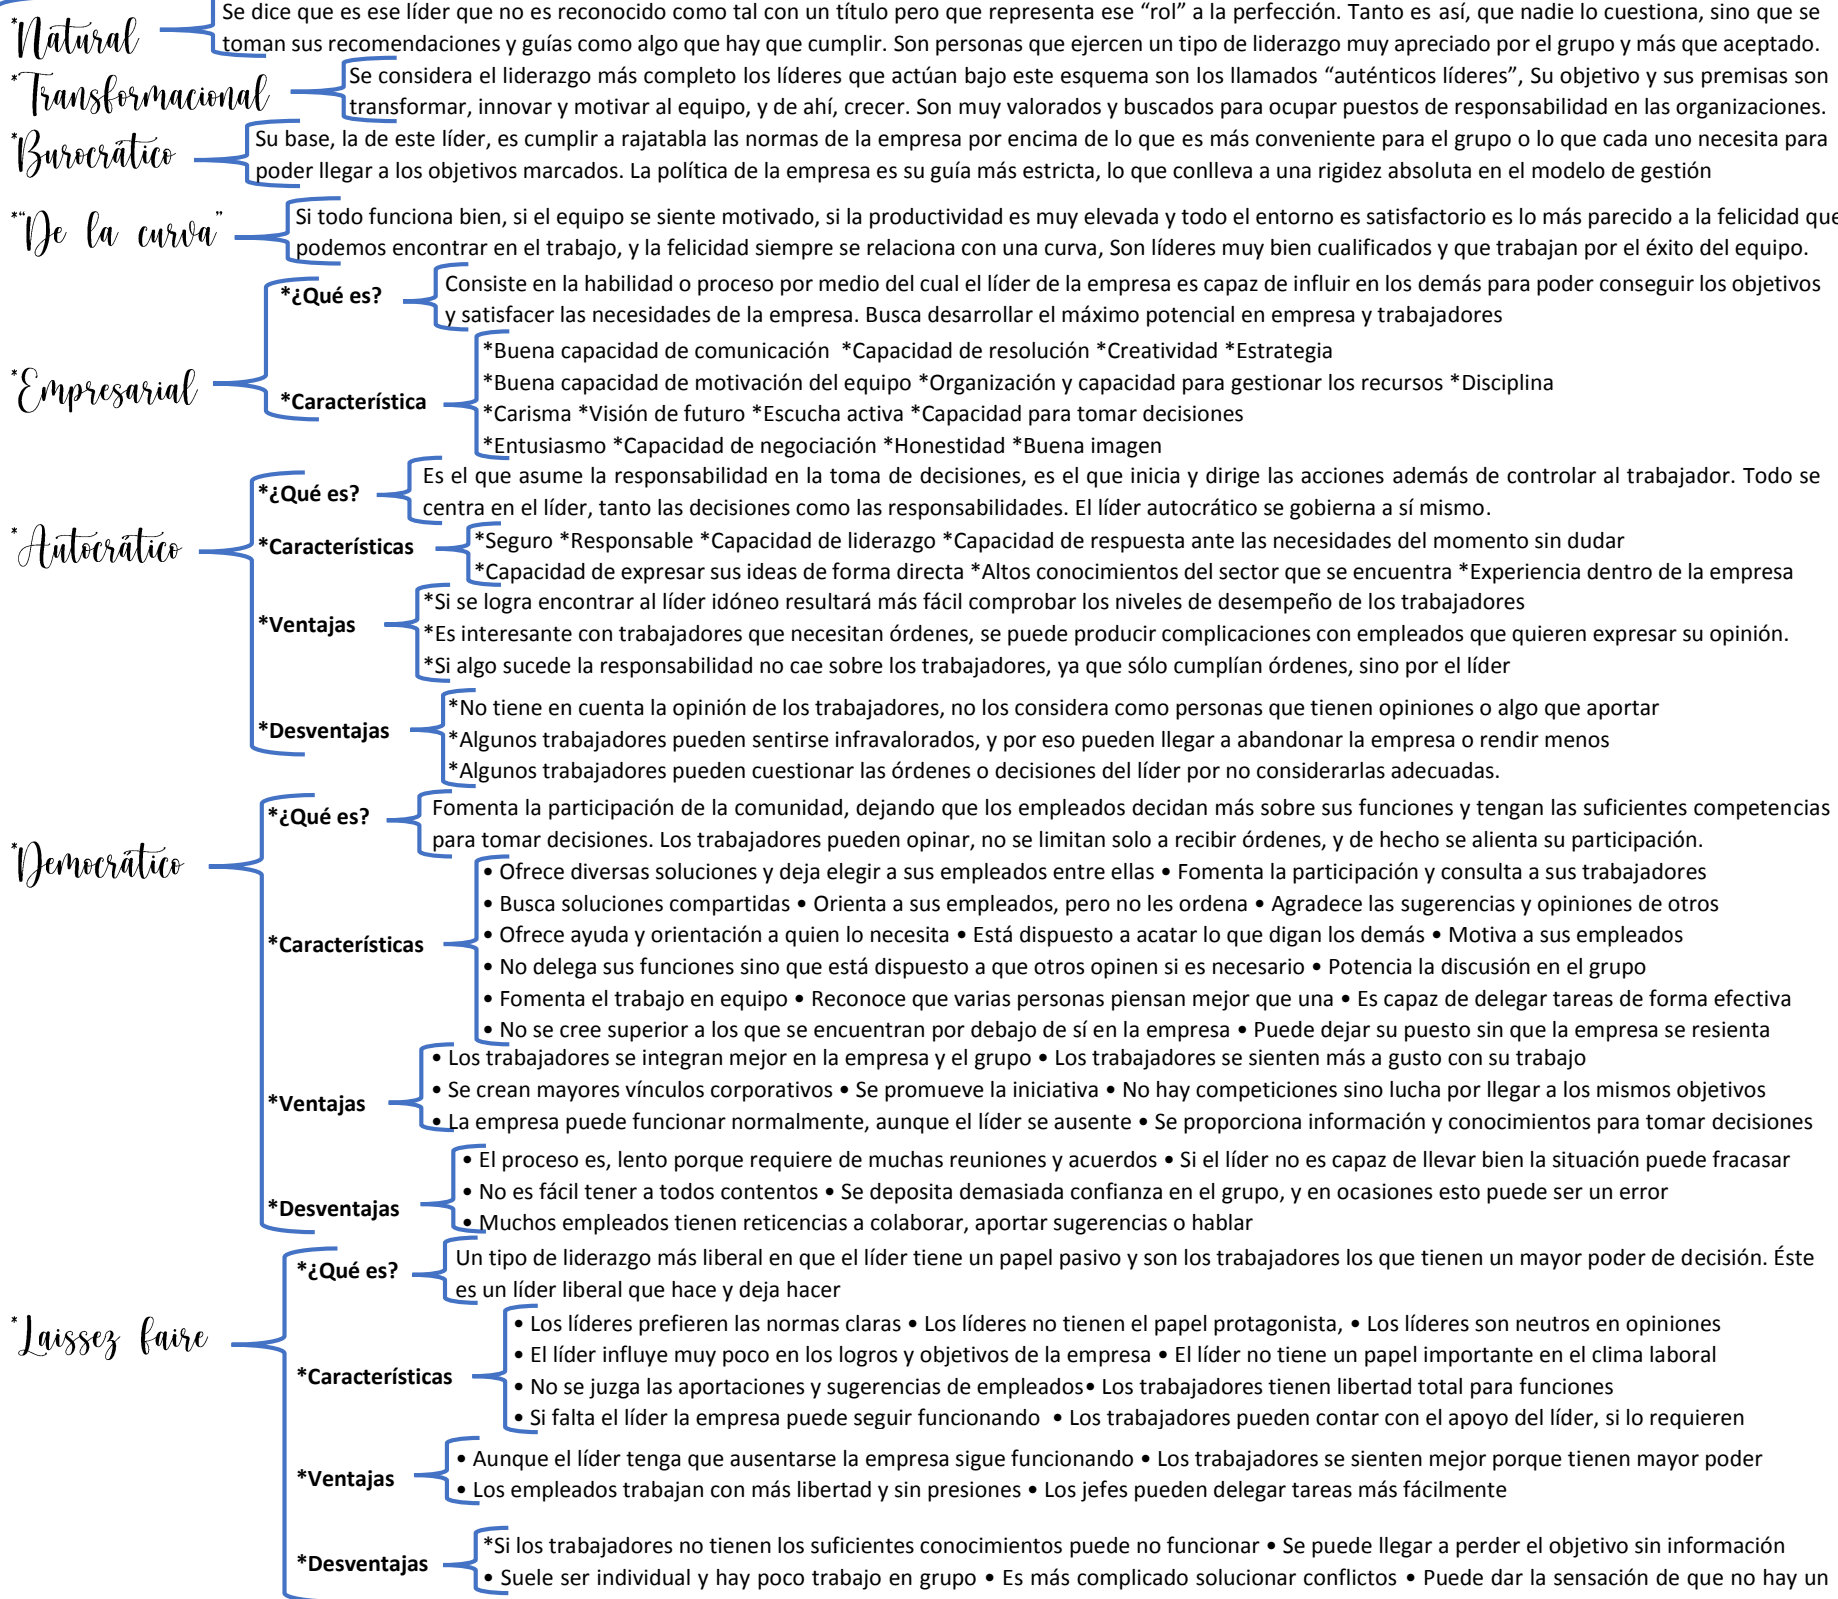 Se dice que es ese líder que no es reconocido como tal con un título pero que representa ese “rol” a la perfección. Tanto es así, que nadie lo cuestiona, sino que se
*Natural
toman sus recomendaciones y guías como algo que hay que cumplir. Son personas que ejercen un tipo de liderazgo muy apreciado por el grupo y más que aceptado.
*Transformacional
Se considera el liderazgo más completo los líderes que actúan bajo este esquema son los llamados “auténticos líderes”, Su objetivo y sus premisas son
transformar, innovar y motivar al equipo, y de ahí, crecer. Son muy valorados y buscados para ocupar puestos de responsabilidad en las organizaciones.
*Burocrático
Su base, la de este líder, es cumplir a rajatabla las normas de la empresa por encima de lo que es más conveniente para el grupo o lo que cada uno necesita para
poder llegar a los objetivos marcados. La política de la empresa es su guía más estricta, lo que conlleva a una rigidez absoluta en el modelo de gestión
*“De la curva”
Si todo funciona bien, si el equipo se siente motivado, si la productividad es muy elevada y todo el entorno es satisfactorio es lo más parecido a la felicidad que
podemos encontrar en el trabajo, y la felicidad siempre se relaciona con una curva, Son líderes muy bien cualificados y que trabajan por el éxito del equipo.
*Empresarial
*¿Qué es?
Consiste en la habilidad o proceso por medio del cual el líder de la empresa es capaz de influir en los demás para poder conseguir los objetivos
y satisfacer las necesidades de la empresa. Busca desarrollar el máximo potencial en empresa y trabajadores
*Característica
*Buena capacidad de comunicación *Capacidad de resolución *Creatividad *Estrategia
*Buena capacidad de motivación del equipo *Organización y capacidad para gestionar los recursos *Disciplina
*Carisma *Visión de futuro *Escucha activa *Capacidad para tomar decisiones
*Entusiasmo *Capacidad de negociación *Honestidad *Buena imagen
*Autocrático
*¿Qué es?
Es el que asume la responsabilidad en la toma de decisiones, es el que inicia y dirige las acciones además de controlar al trabajador. Todo se
centra en el líder, tanto las decisiones como las responsabilidades. El líder autocrático se gobierna a sí mismo.
*Características
*Seguro *Responsable *Capacidad de liderazgo *Capacidad de respuesta ante las necesidades del momento sin dudar
*Capacidad de expresar sus ideas de forma directa *Altos conocimientos del sector que se encuentra *Experiencia dentro de la empresa
*Ventajas
*Si se logra encontrar al líder idóneo resultará más fácil comprobar los niveles de desempeño de los trabajadores
*Es interesante con trabajadores que necesitan órdenes, se puede producir complicaciones con empleados que quieren expresar su opinión.
*Si algo sucede la responsabilidad no cae sobre los trabajadores, ya que sólo cumplían órdenes, sino por el líder
*Desventajas
*No tiene en cuenta la opinión de los trabajadores, no los considera como personas que tienen opiniones o algo que aportar
*Algunos trabajadores pueden sentirse infravalorados, y por eso pueden llegar a abandonar la empresa o rendir menos
*Algunos trabajadores pueden cuestionar las órdenes o decisiones del líder por no considerarlas adecuadas.
*Democrático
*¿Qué es?
Fomenta la participación de la comunidad, dejando que los empleados decidan más sobre sus funciones y tengan las suficientes competencias
para tomar decisiones. Los trabajadores pueden opinar, no se limitan solo a recibir órdenes, y de hecho se alienta su participación.
*Características
• Ofrece diversas soluciones y deja elegir a sus empleados entre ellas • Fomenta la participación y consulta a sus trabajadores
• Busca soluciones compartidas • Orienta a sus empleados, pero no les ordena • Agradece las sugerencias y opiniones de otros
• Ofrece ayuda y orientación a quien lo necesita • Está dispuesto a acatar lo que digan los demás • Motiva a sus empleados
• No delega sus funciones sino que está dispuesto a que otros opinen si es necesario • Potencia la discusión en el grupo
• Fomenta el trabajo en equipo • Reconoce que varias personas piensan mejor que una • Es capaz de delegar tareas de forma efectiva
• No se cree superior a los que se encuentran por debajo de sí en la empresa • Puede dejar su puesto sin que la empresa se resienta
*Ventajas
• Los trabajadores se integran mejor en la empresa y el grupo • Los trabajadores se sienten más a gusto con su trabajo
• Se crean mayores vínculos corporativos • Se promueve la iniciativa • No hay competiciones sino lucha por llegar a los mismos objetivos
• La empresa puede funcionar normalmente, aunque el líder se ausente • Se proporciona información y conocimientos para tomar decisiones
*Desventajas
• El proceso es, lento porque requiere de muchas reuniones y acuerdos • Si el líder no es capaz de llevar bien la situación puede fracasar
• No es fácil tener a todos contentos • Se deposita demasiada confianza en el grupo, y en ocasiones esto puede ser un error
• Muchos empleados tienen reticencias a colaborar, aportar sugerencias o hablar
*Laissez faire
*¿Qué es?
Un tipo de liderazgo más liberal en que el líder tiene un papel pasivo y son los trabajadores los que tienen un mayor poder de decisión. Éste
es un líder liberal que hace y deja hacer
*Características
• Los líderes prefieren las normas claras • Los líderes no tienen el papel protagonista, • Los líderes son neutros en opiniones
• El líder influye muy poco en los logros y objetivos de la empresa • El líder no tiene un papel importante en el clima laboral
• No se juzga las aportaciones y sugerencias de empleados• Los trabajadores tienen libertad total para funciones
• Si falta el líder la empresa puede seguir funcionando • Los trabajadores pueden contar con el apoyo del líder, si lo requieren
*Ventajas
• Aunque el líder tenga que ausentarse la empresa sigue funcionando • Los trabajadores se sienten mejor porque tienen mayor poder
• Los empleados trabajan con más libertad y sin presiones • Los jefes pueden delegar tareas más fácilmente
*Desventajas
*Si los trabajadores no tienen los suficientes conocimientos puede no funcionar • Se puede llegar a perder el objetivo sin información
• Suele ser individual y hay poco trabajo en grupo • Es más complicado solucionar conflictos • Puede dar la sensación de que no hay un